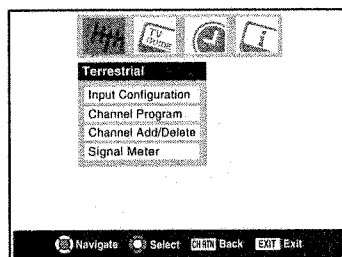 TV
GUIDE
i
Terrestrial
Input Configuration
Channel Program
Channel Add/Delete
Signal Meter
Navigate Select CH RTN Back EXIT Exit